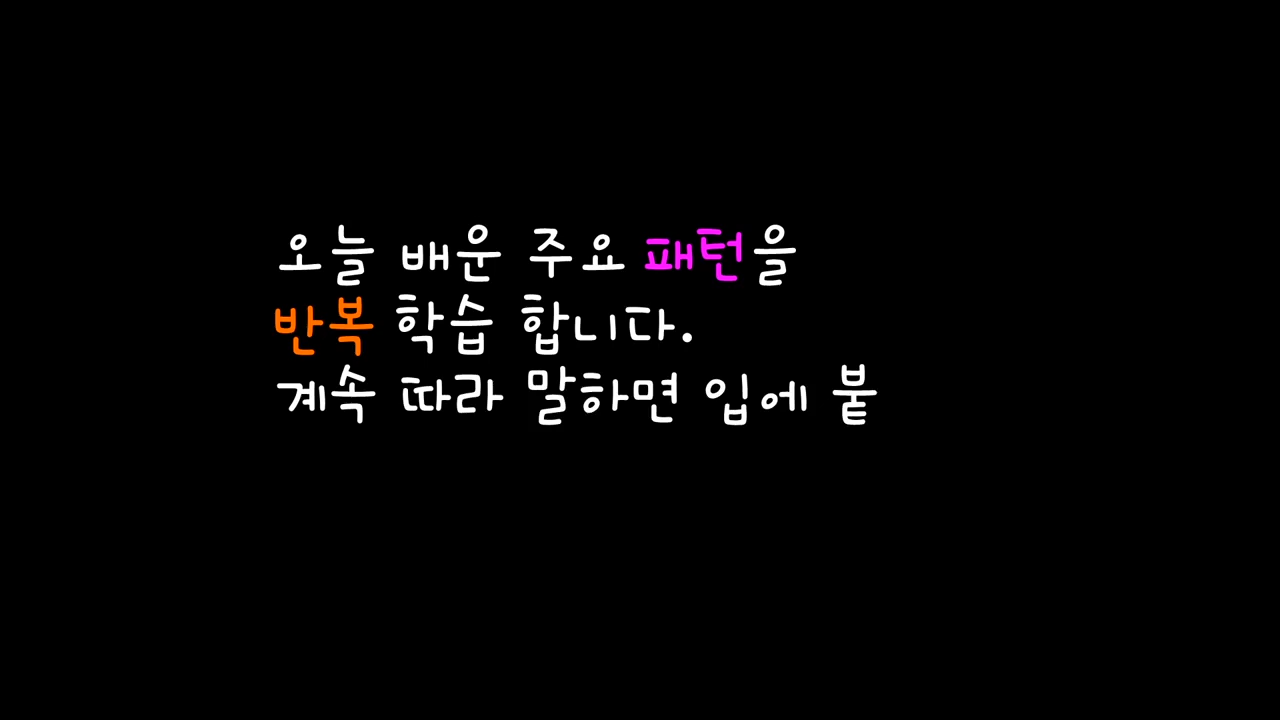 오늘 배운 주요 패턴을
반복 학습 합니다.
계속 따라 말하면 입에 붙